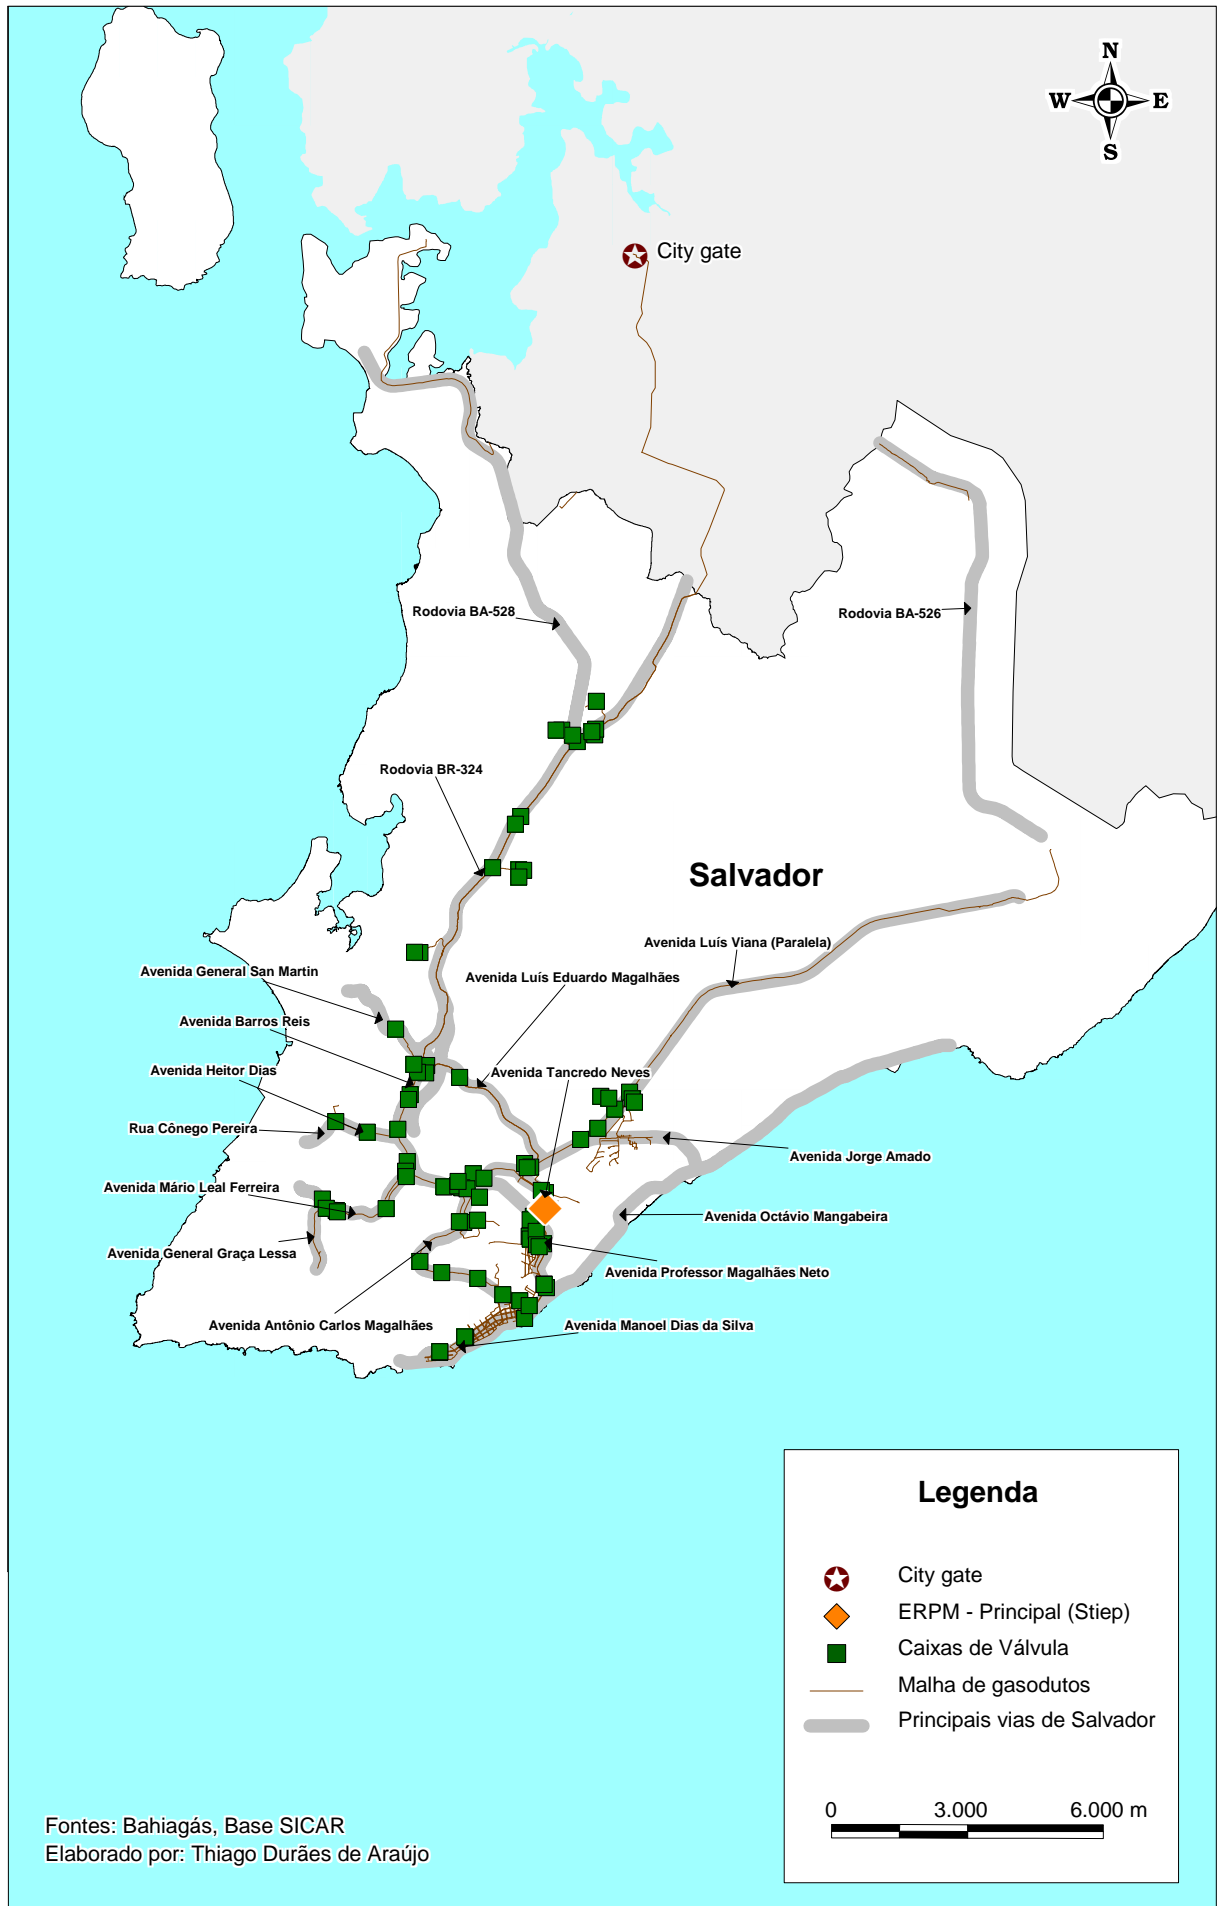 N
W
E
S
City gate
Rodovia BA-528
Rodovia BA-526
Rodovia BR-324
Salvador
Avenida Luís Viana (Paralela)
Avenida General San Martin
Avenida Luís Eduardo Magalhães
Avenida Barros Reis
Avenida Heitor Dias
Avenida Tancredo Neves
Rua Cônego Pereira
Avenida Jorge Amado
Avenida Mário Leal Ferreira
Avenida Octávio Mangabeira
Avenida General Graça Lessa
Avenida Professor Magalhães Neto
Avenida Antônio Carlos Magalhães
Avenida Manoel Dias da Silva
Legenda
City gate
ERPM - Principal (Stiep)
Caixas de Válvula
Malha de gasodutos
Principais vias de Salvador
0 3.000 6.000 m
Fontes: Bahiagás, Base SICAR
Elaborado por: Thiago Durães de Araújo